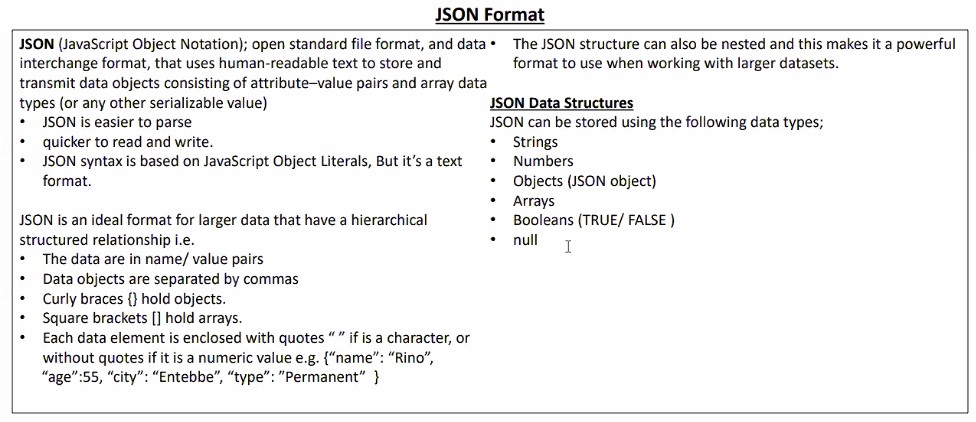 JSON Format
JSON (JavaScript Object Notation); open standard file format, and data
interchange format, that uses human-readable text to store and
transmit data objects consisting of attribute–value pairs and array data
types (or any other serializable value)
• JSON is easier to parse
• quicker to read and write.
• JSON syntax is based on JavaScript Object Literals, But it's a text
format.
JSON is an ideal format for larger data that have a hierarchical
structured relationship i.e.
• The data are in name/ value pairs
• Data objects are separated by commas
• Curly braces {} hold objects.
• Square brackets [] hold arrays.
• Each data element is enclosed with quotes “ ” if is a character, or
without quotes if it is a numeric value e.g. {“name”: “Rino”,
“age”:55, “city”: “Entebbe”, “type”: ”Permanent” }
• The JSON structure can also be nested and this makes it a powerful
format to use when working with larger datasets.
JSON Data Structures
JSON can be stored using the following data types;
• Strings
• Numbers
• Objects (JSON object)
• Arrays
• Booleans (TRUE/ FALSE )
• null